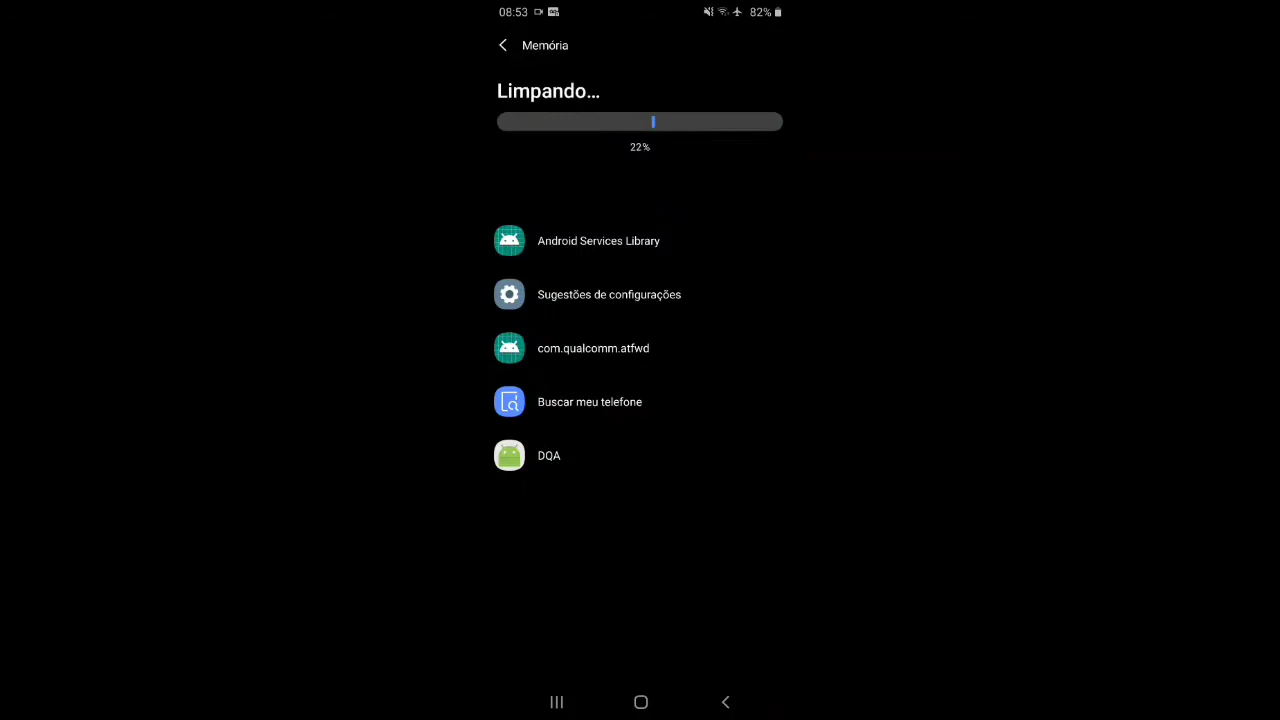 08:53 82%
Memória
Limpando...
22%
Android Services Library
Sugestões de configurações
com.qualcomm.atfwd
Buscar meu telefone
DQA